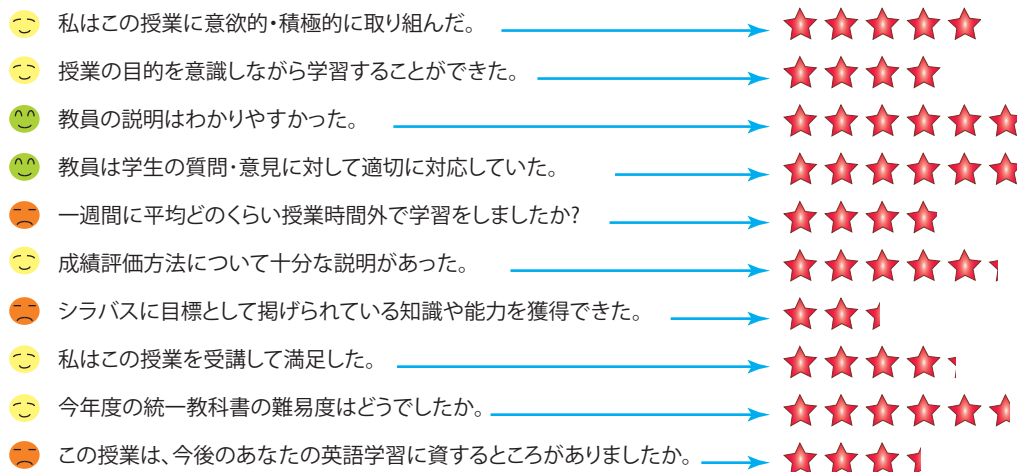 私はこの授業に意欲的・積極的に取り組んだ。
授業の目的を意識しながら学習することができた。
教員の説明はわかりやすかった。
教員は学生の質問・意見に対して適切に対応していた。
一週間に平均どのくらい授業時間外で学習をしましたか?
成績評価方法について十分な説明があった。
シラバスに目標として掲げられている知識や能力を獲得できた。
私はこの授業を受講して満足した。
今年度の統一教科書の難易度はどうでしたか。
この授業は、今後のあなたの英語学習に資するところがありましたか。